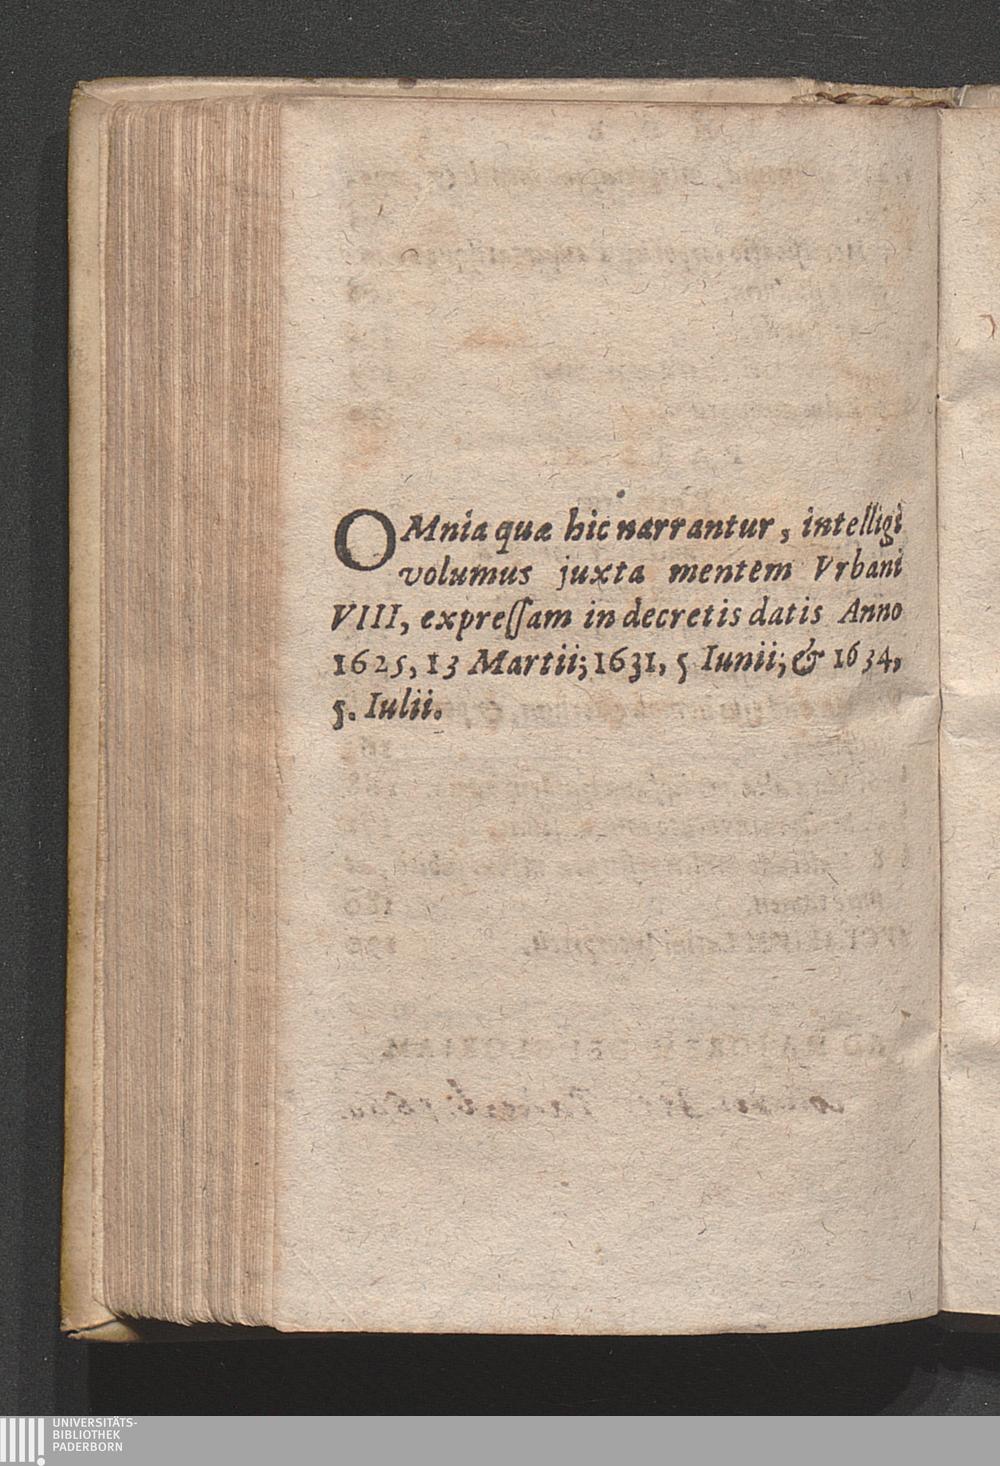 OMnia quæ hic narrantur, intelligi
volumus juxta mentem Vrbani
VIII, expreſſam in decretis datis Anno
1625, 13 Martii; 1631, 5 Iunii; & 1634,
5. Iulii.
UNIVERSITÄTS-
BIBLIOTHEK
PADERBORN